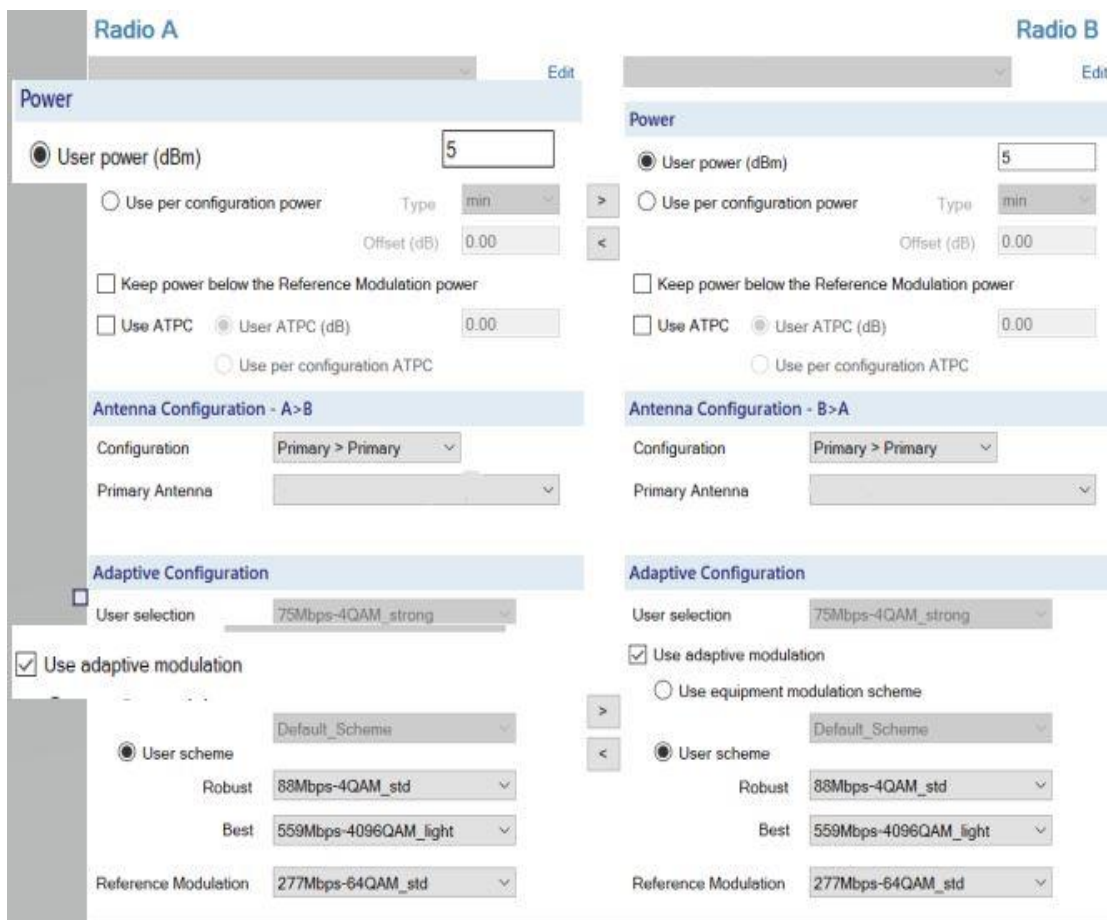 Radio A
Radio B
Edit
Edit
Power
Power
User power (dBm) 5
User power (dBm) 5
Use per configuration power Type min
>
Use per configuration power Type min
Offset (dB) 0.00
<
Offset (dB) 0.00
Keep power below the Reference Modulation power
Keep power below the Reference Modulation power
Use ATPC User ATPC (dB) 0.00
Use ATPC User ATPC (dB) 0.00
Use per configuration ATPC
Use per configuration ATPC
Antenna Configuration - A>B
Antenna Configuration - B>A
Configuration Primary > Primary
Configuration Primary > Primary
Primary Antenna
Primary Antenna
Adaptive Configuration
Adaptive Configuration
User selection 75Mbps-4QAM_strong
User selection 75Mbps-4QAM_strong
Use adaptive modulation
Use adaptive modulation
Use equipment modulation scheme
>
Default_Scheme
Default_Scheme
User scheme
<
User scheme
Robust 88Mbps-4QAM_std
Robust 88Mbps-4QAM_std
Best 559Mbps-4096QAM_light
Best 559Mbps-4096QAM_light
Reference Modulation 277Mbps-64QAM_std
Reference Modulation 277Mbps-64QAM_std